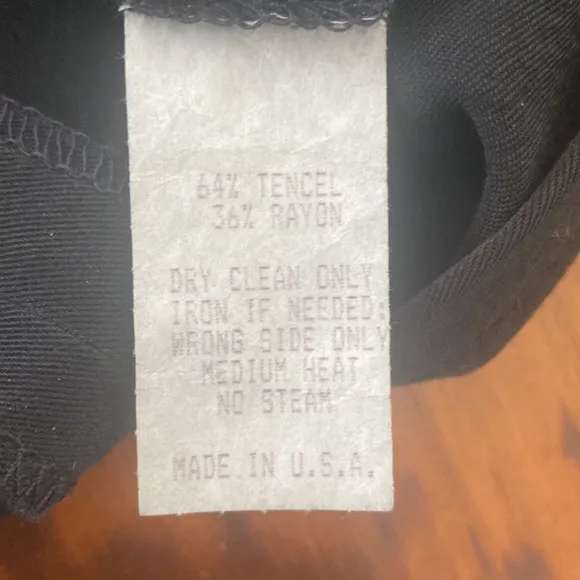 64% TENCEL
36% RAYON
DRY CLEAN ONLY
IRON IF NEEDED:
WRONG SIDE ONLY
MEDIUM HEAT
NO STEAM
MADE IN U.S.A.